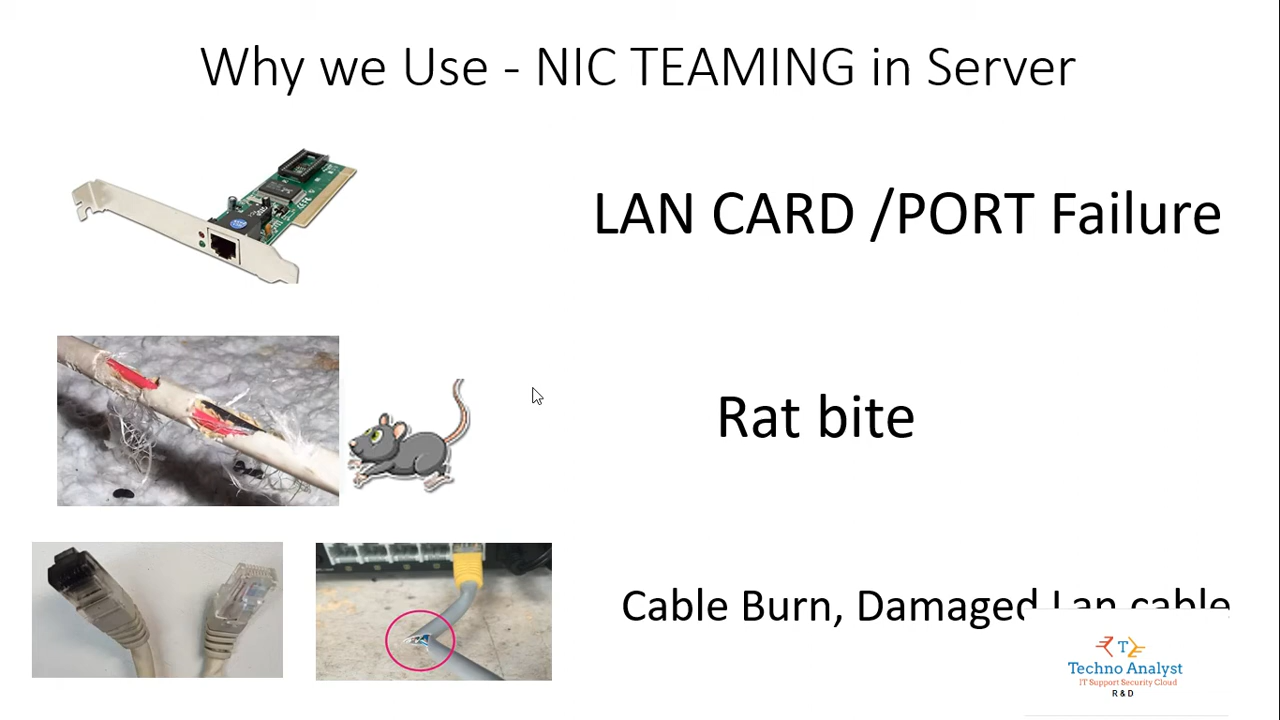 Why we Use - NIC TEAMING in Server
LAN CARD /PORT Failure
Rat bite
Cable Burn, Damaged Lan cable
Techno Analyst
IT Support Security Cloud
R & D